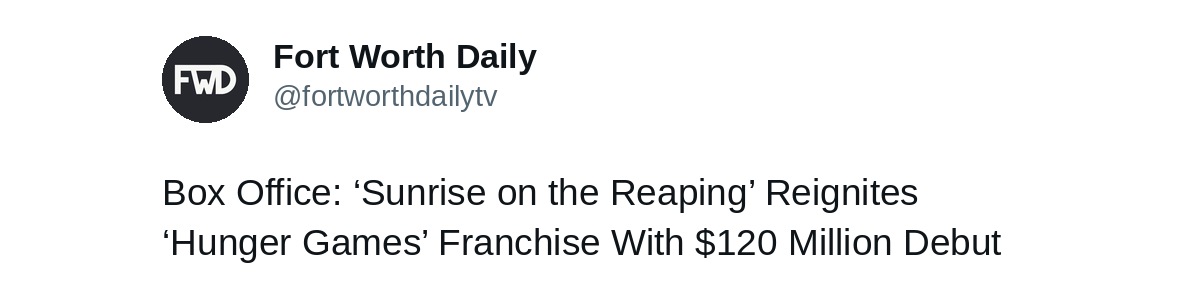 FWD
Fort Worth Daily
@fortworthdailytv
Box Office: ‘Sunrise on the Reaping’ Reignites
‘Hunger Games’ Franchise With $120 Million Debut